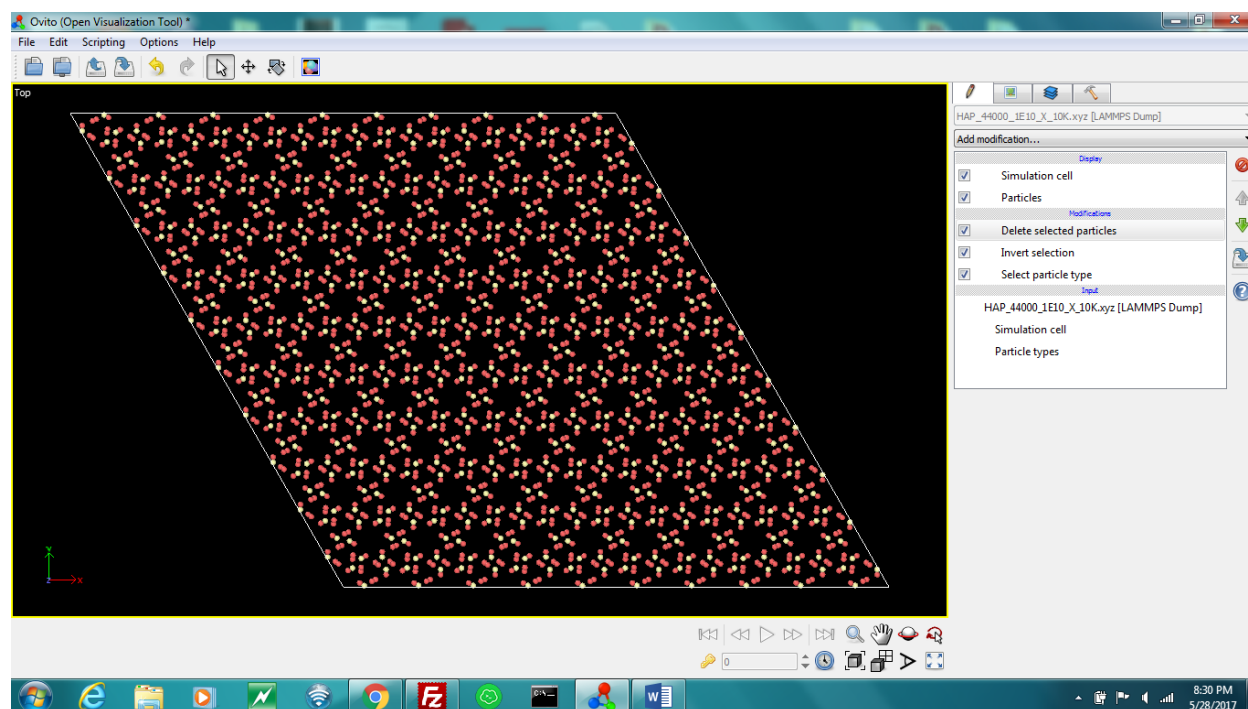 Ovito (Open Visualization Tool) *
File Edit Scripting Options Help
Top
HAP_44000_1E10_X_10K.xyz [LAMMPS Dump]
Add modification...
Display
Simulation cell
Particles
Modifications
Delete selected particles
Invert selection
Select particle type
Input
HAP_44000_1E10_X_10K.xyz [LAMMPS Dump]
Simulation cell
Particle types
y
z
x
0
8:30 PM
5/28/2017